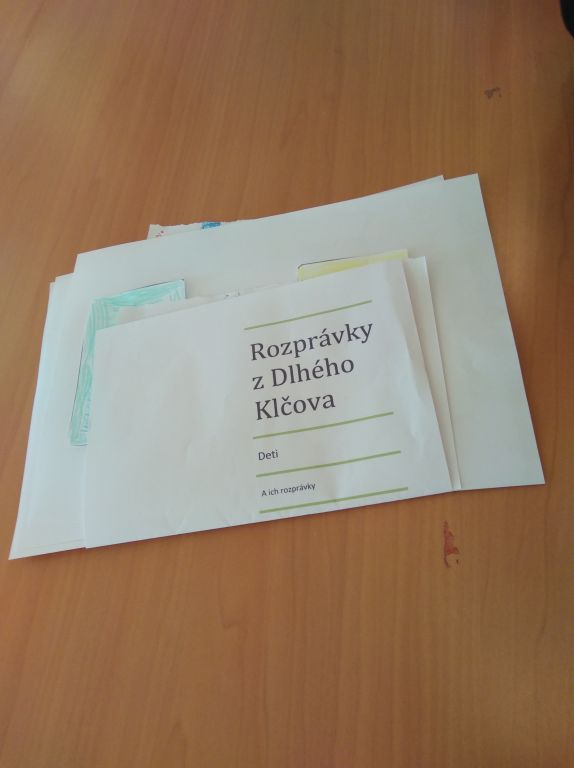 Rozprávky
z Dlhého
Klčova
Deti
A ich rozprávky